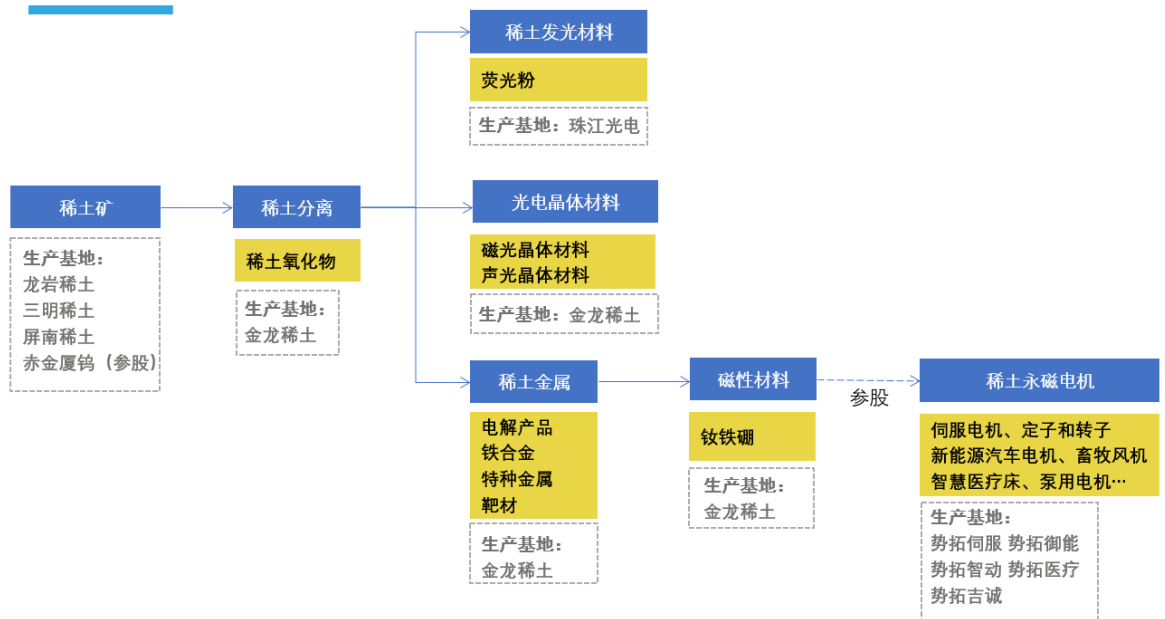 稀土矿
生产基地：
龙岩稀土
三明稀土
屏南稀土
赤金厦钨（参股）
稀土分离
稀土氧化物
生产基地：
金龙稀土
稀土发光材料
荧光粉
生产基地：珠江光电
光电晶体材料
磁光晶体材料
声光晶体材料
生产基地：金龙稀土
稀土金属
电解产品
铁合金
特种金属
靶材
生产基地：
金龙稀土
磁性材料
钕铁硼
生产基地：
金龙稀土
参股
稀土永磁电机
伺服电机、定子和转子
新能源汽车电机、畜牧风机
智慧医疗床、泵用电机…
生产基地：
势拓伺服 势拓御能
势拓智动 势拓医疗
势拓吉诚